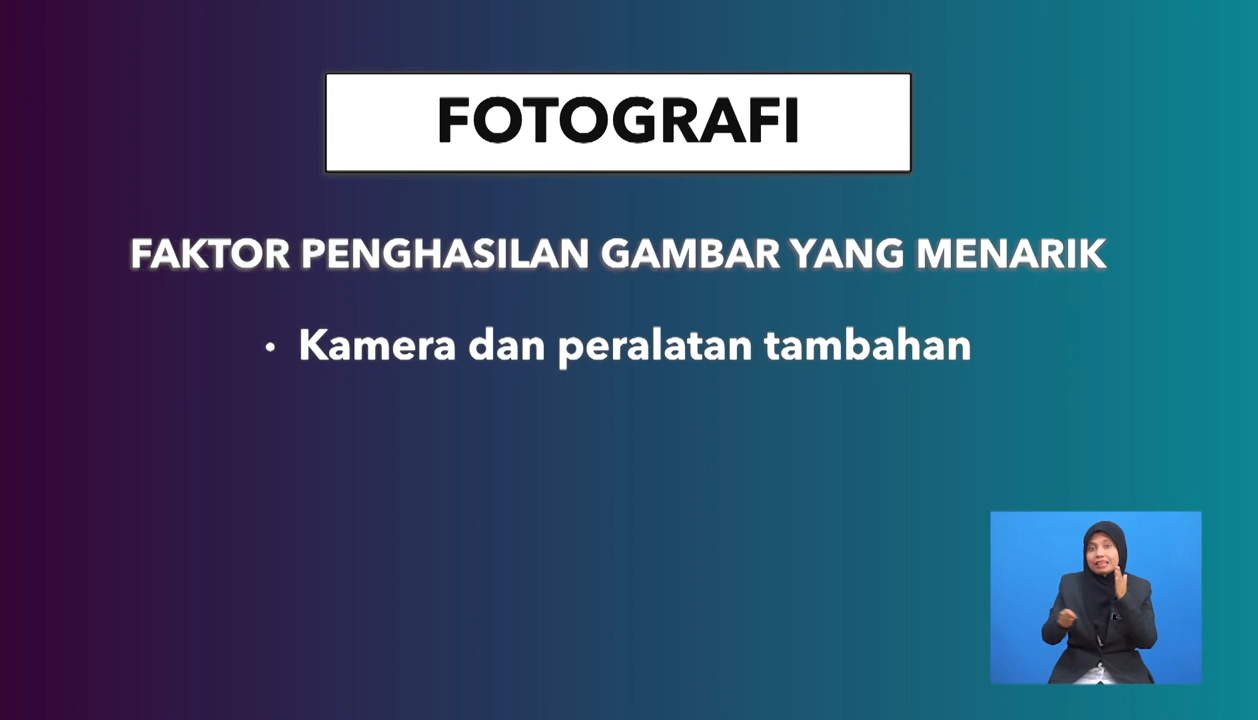 FOTOGRAFI
FAKTOR PENGHASILAN GAMBAR YANG MENARIK
• Kamera dan peralatan tambahan